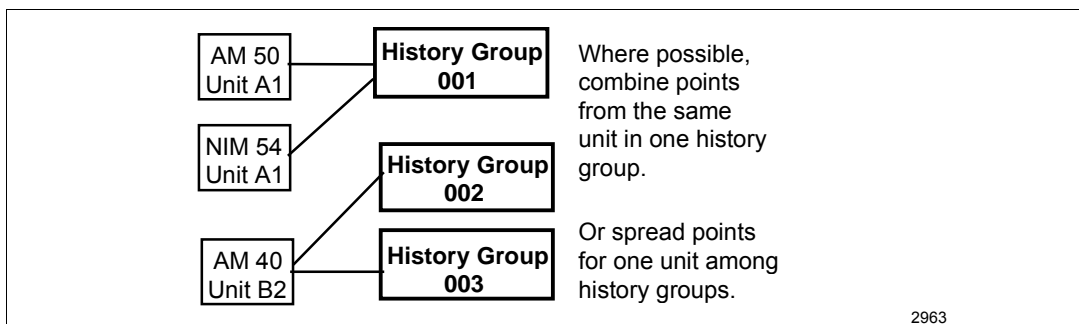 AM 50
Unit A1
History Group
001
Where possible,
combine points
from the same
unit in one history
group.
NIM 54
Unit A1
History Group
002
AM 40
Unit B2
History Group
003
Or spread points
for one unit among
history groups.
2963